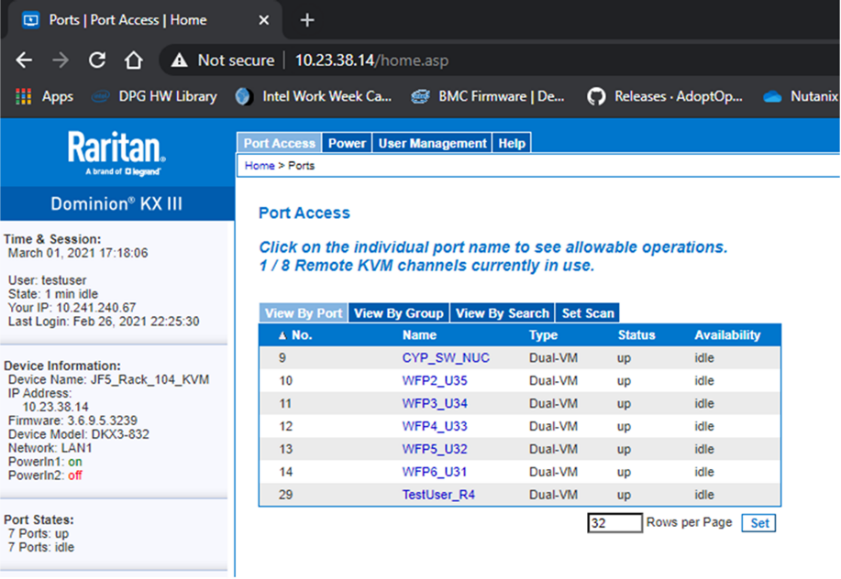 Ports | Port Access | Home
Not secure | 10.23.38.14/home.asp
Apps DPG HW Library Intel Work Week Ca... BMC Firmware | De... Releases · AdoptOp... Nutanix
Raritan.
A brand of legrand
Dominion® KX III
Port Access Power User Management Help
Home > Ports
Time & Session:
March 01, 2021 17:18:06
User: testuser
State: 1 min idle
Your IP: 10.241.240.67
Last Login: Feb 26, 2021 22:25:30
Device Information:
Device Name: JF5_Rack_104_KVM
IP Address:
10.23.38.14
Firmware: 3.6.9.5.3239
Device Model: DKX3-832
Network: LAN1
PowerIn1: on
PowerIn2: off
Port States:
7 Ports: up
7 Ports: idle
Port Access
Click on the individual port name to see allowable operations.
1 / 8 Remote KVM channels currently in use.
View By Port View By Group View By Search Set Scan
▲ No. Name Type Status Availability
9 CYP_SW_NUC Dual-VM up idle
10 WFP2_U35 Dual-VM up idle
11 WFP3_U34 Dual-VM up idle
12 WFP4_U33 Dual-VM up idle
13 WFP5_U32 Dual-VM up idle
14 WFP6_U31 Dual-VM up idle
29 TestUser_R4 Dual-VM up idle
32 Rows per Page Set